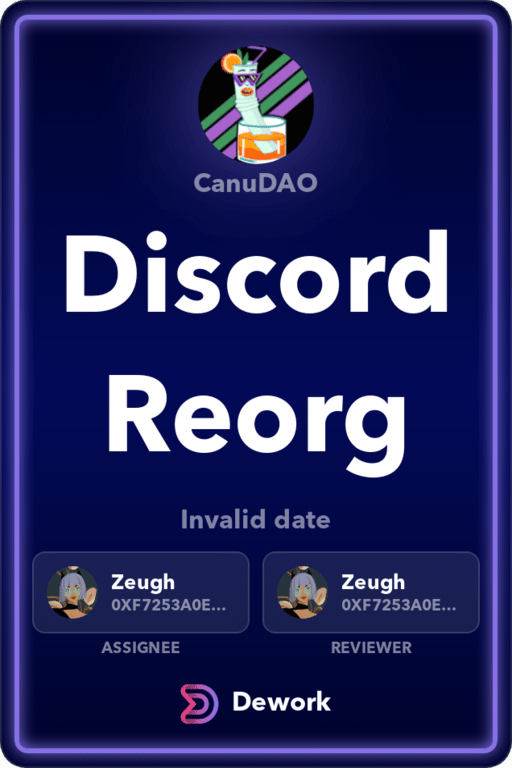 CanuDAO
Discord
Reorg
Invalid date
Zeugh
0XF7253A0E...
ASSIGNEE
Zeugh
0XF7253A0E...
REVIEWER
Dework